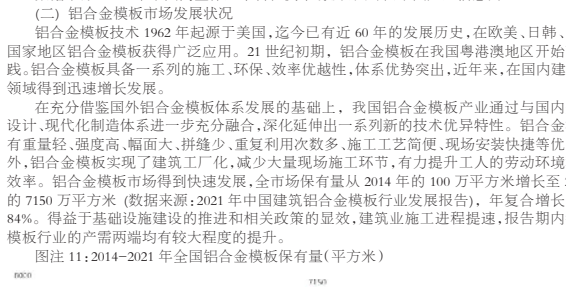 (二) 铝合金模板市场发展状况
铝合金模板技术 1962 年起源于美国,迄今已有近 60 年的发展历史,在欧美、日韩、
国家地区铝合金模板获得广泛应用。21 世纪初期，铝合金模板在我国粤港澳地区开始
践。铝合金模板具备一系列的施工、环保、效率优越性,体系优势突出,近年来,在国内建
领域得到迅速增长发展。
在充分借鉴国外铝合金模板体系发展的基础上，我国铝合金模板产业通过与国内
设计、现代化制造体系进一步充分融合,深化延伸出一系列新的技术优异特性。铝合金
有重量轻、强度高、幅面大、拼缝少、重复利用次数多、施工工艺简便、现场安装快捷等优
外,铝合金模板实现了建筑工厂化,减少大量现场施工环节,有力提升工人的劳动环境
效率。铝合金模板市场得到快速发展,全市场保有量从 2014 年的 100 万平方米增长至
的 7150 万平方米 (数据来源:2021 年中国建筑铝合金模板行业发展报告)，年复合增长
84%。得益于基础设施建设的推进和相关政策的显效,建筑业施工进程提速,报告期内
模板行业的产需两端均有较大程度的提升。
图注 11:2014-2021 年全国铝合金模板保有量(平方米)
8000
7150